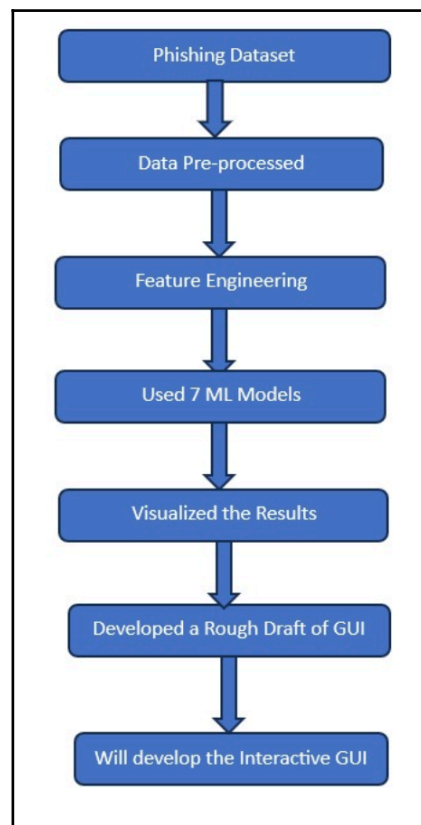 Phishing Dataset
Data Pre-processed
Feature Engineering
Used 7 ML Models
Visualized the Results
Developed a Rough Draft of GUI
Will develop the Interactive GUI